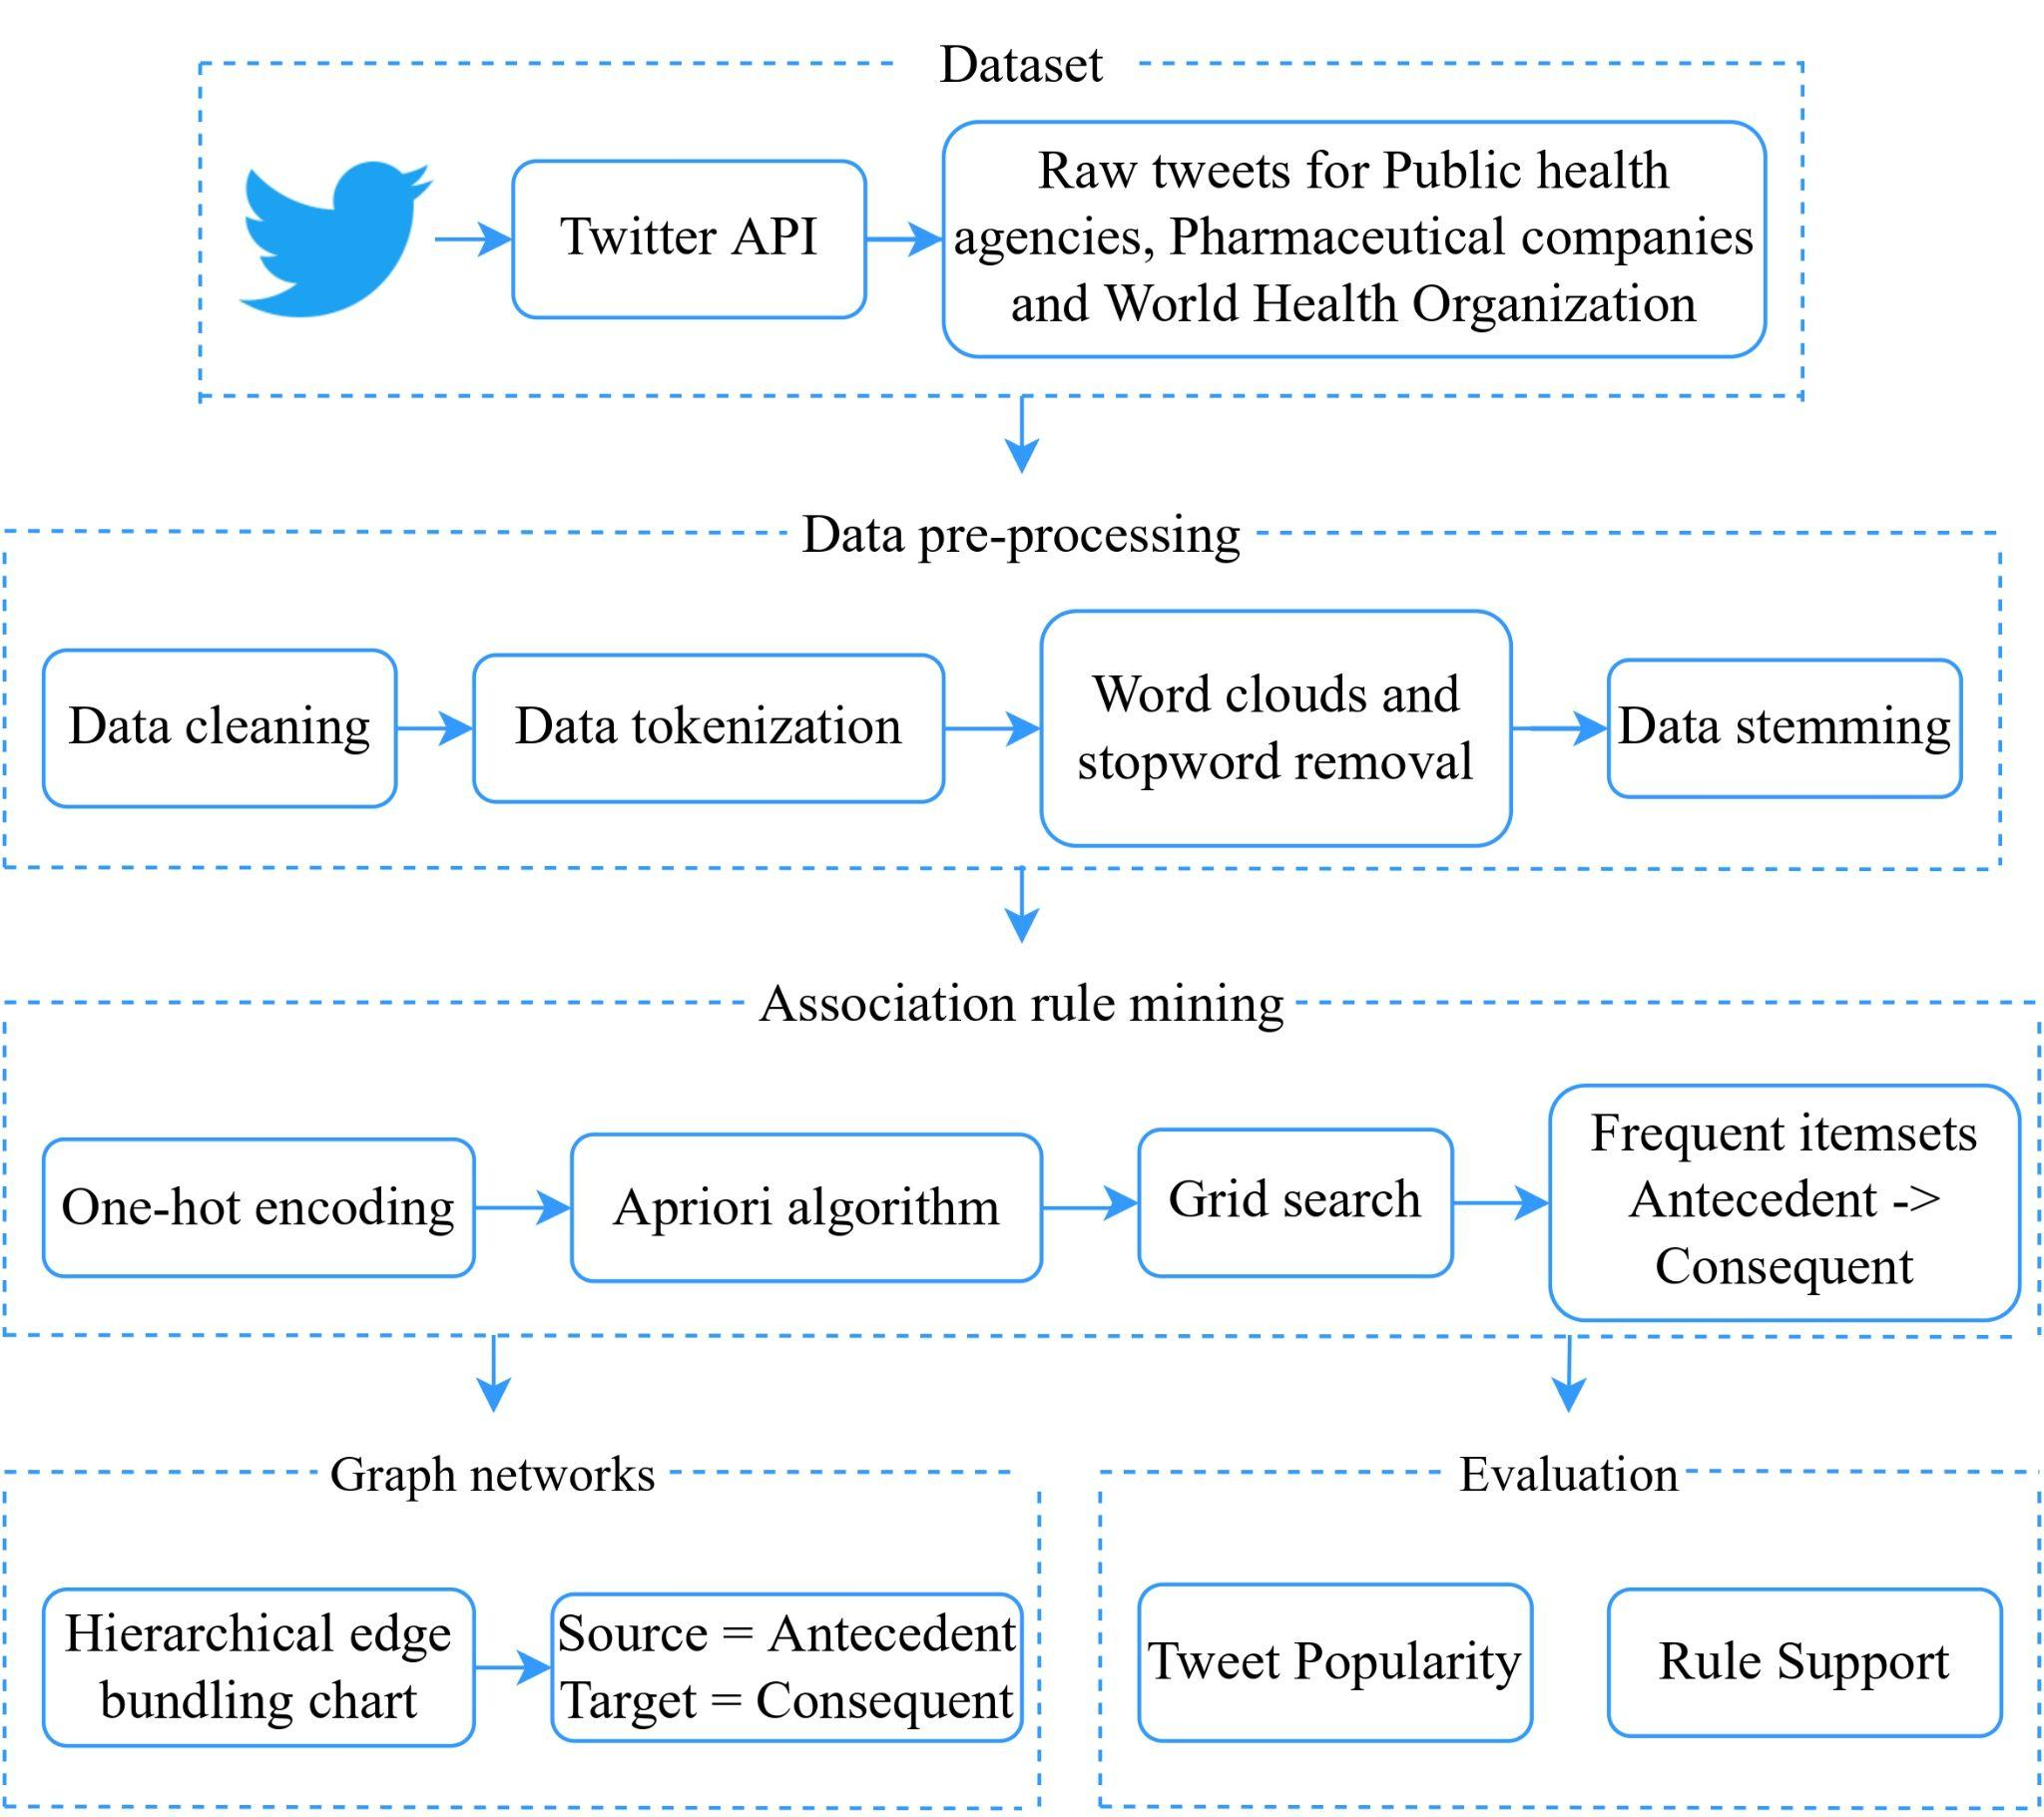 Dataset
Twitter API
Raw tweets for Public health
agencies, Pharmaceutical companies
and World Health Organization
Data pre-processing
Data cleaning
Data tokenization
Word clouds and
stopword removal
Data stemming
Association rule mining
One-hot encoding
Apriori algorithm
Grid search
Frequent itemsets
Antecedent ->
Consequent
Graph networks
Hierarchical edge
bundling chart
Source = Antecedent
Target = Consequent
Evaluation
Tweet Popularity
Rule Support